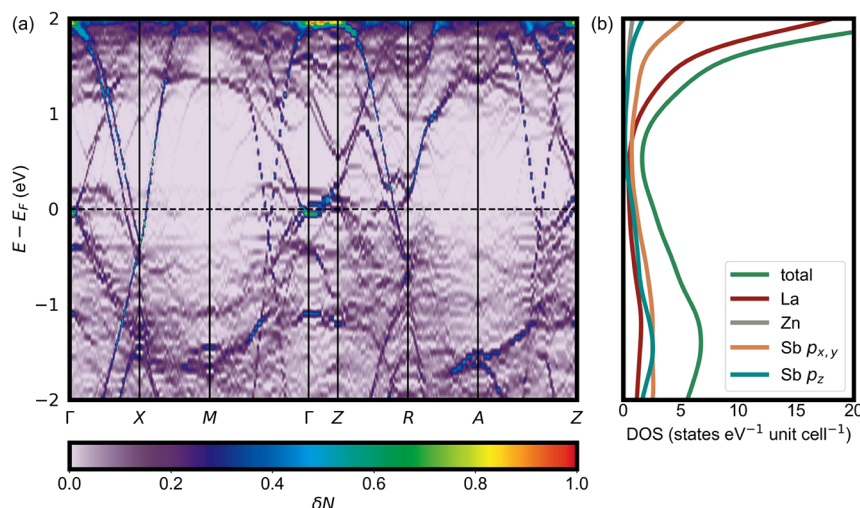 (a)
2
1
0
−1
−2
E − E_F (eV)
Γ X M Γ Z R A Z
0.0 0.2 0.4 0.6 0.8 1.0
δN
(b)
total
La
Zn
Sb p_{x, y}
Sb p_z
0 5 10 15 20
DOS (states eV⁻¹ unit cell⁻¹)